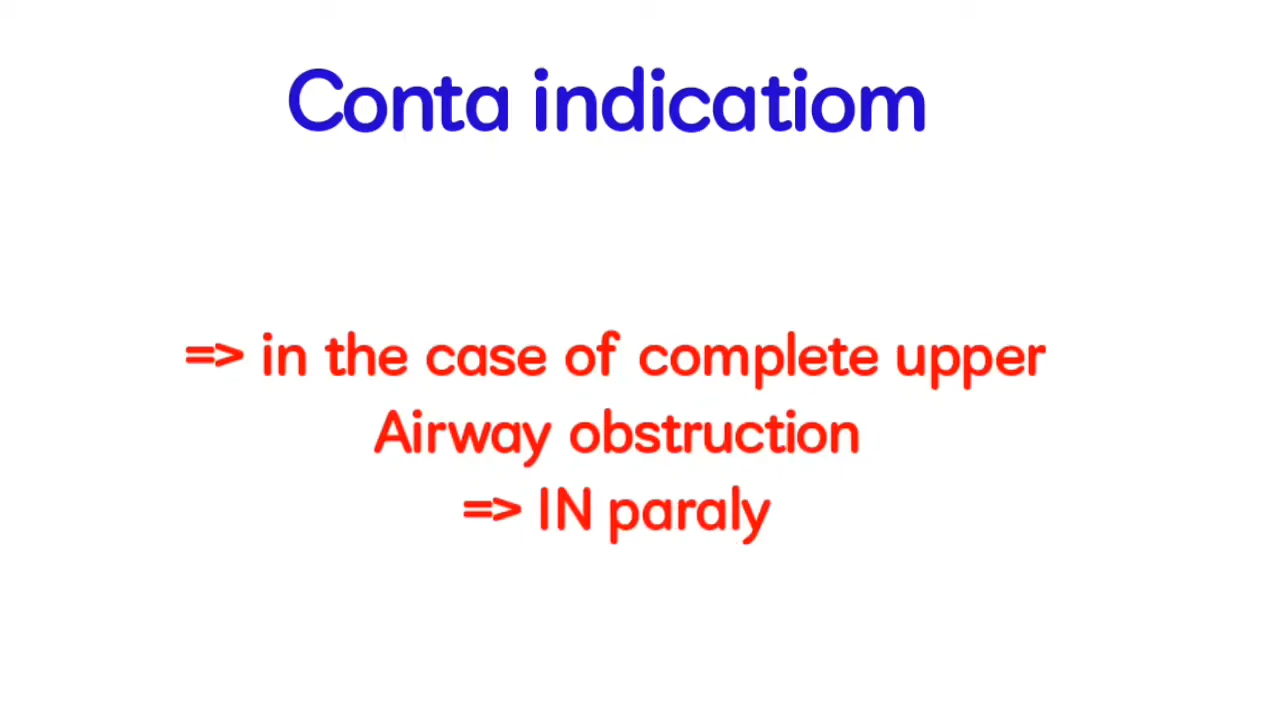 Conta indicatiom
=> in the case of complete upper
Airway obstruction
=> IN paraly